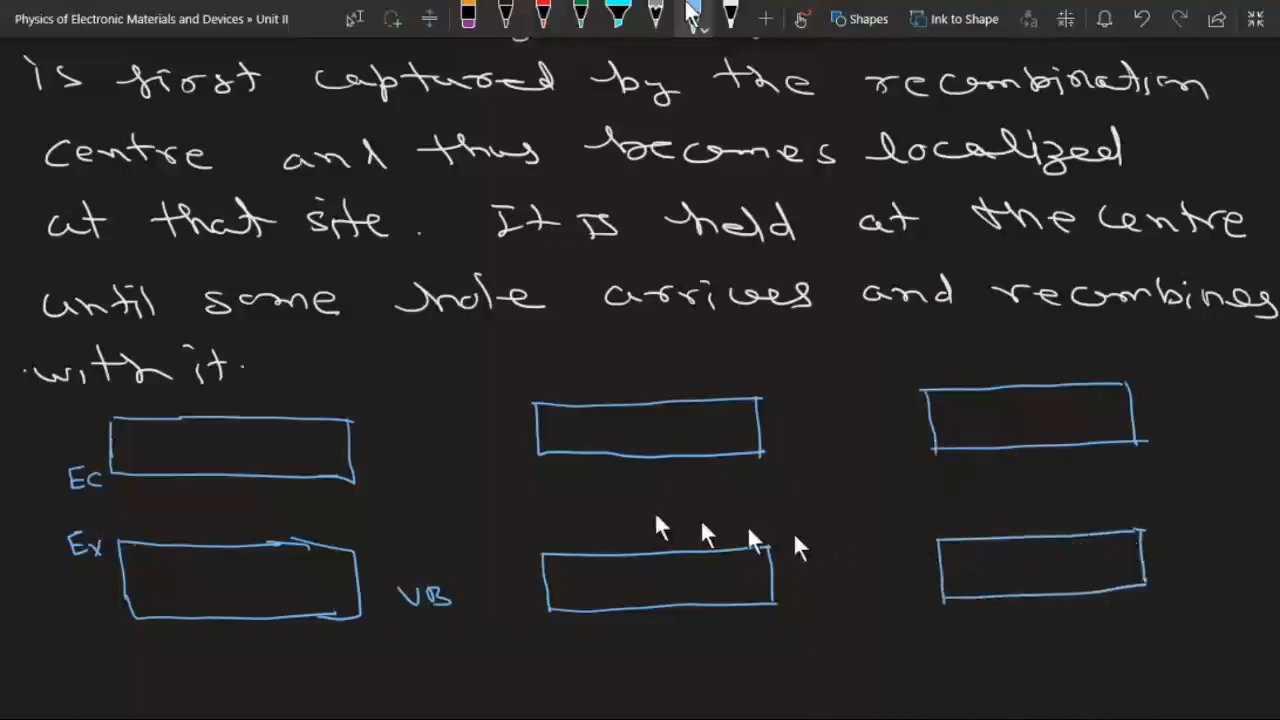 Physics of Electronic Materials and Devices » Unit II
Shapes
Ink to Shape
is first captured by the recombination
centre and thus becomes localized
at that site. It is held at the centre
until some hole arrives and recombines
with it.
Ec
Ev
VB